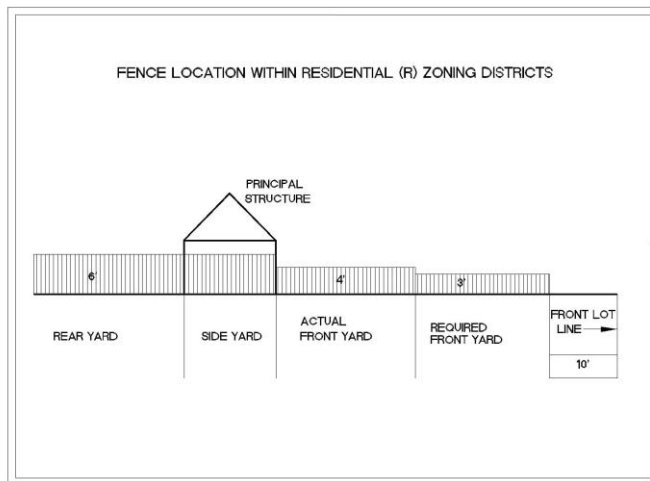 FENCE LOCATION WITHIN RESIDENTIAL (R) ZONING DISTRICTS
PRINCIPAL
STRUCTURE
6'
4'
3'
REAR YARD
SIDE YARD
ACTUAL
FRONT YARD
REQUIRED
FRONT YARD
FRONT LOT
LINE
10'